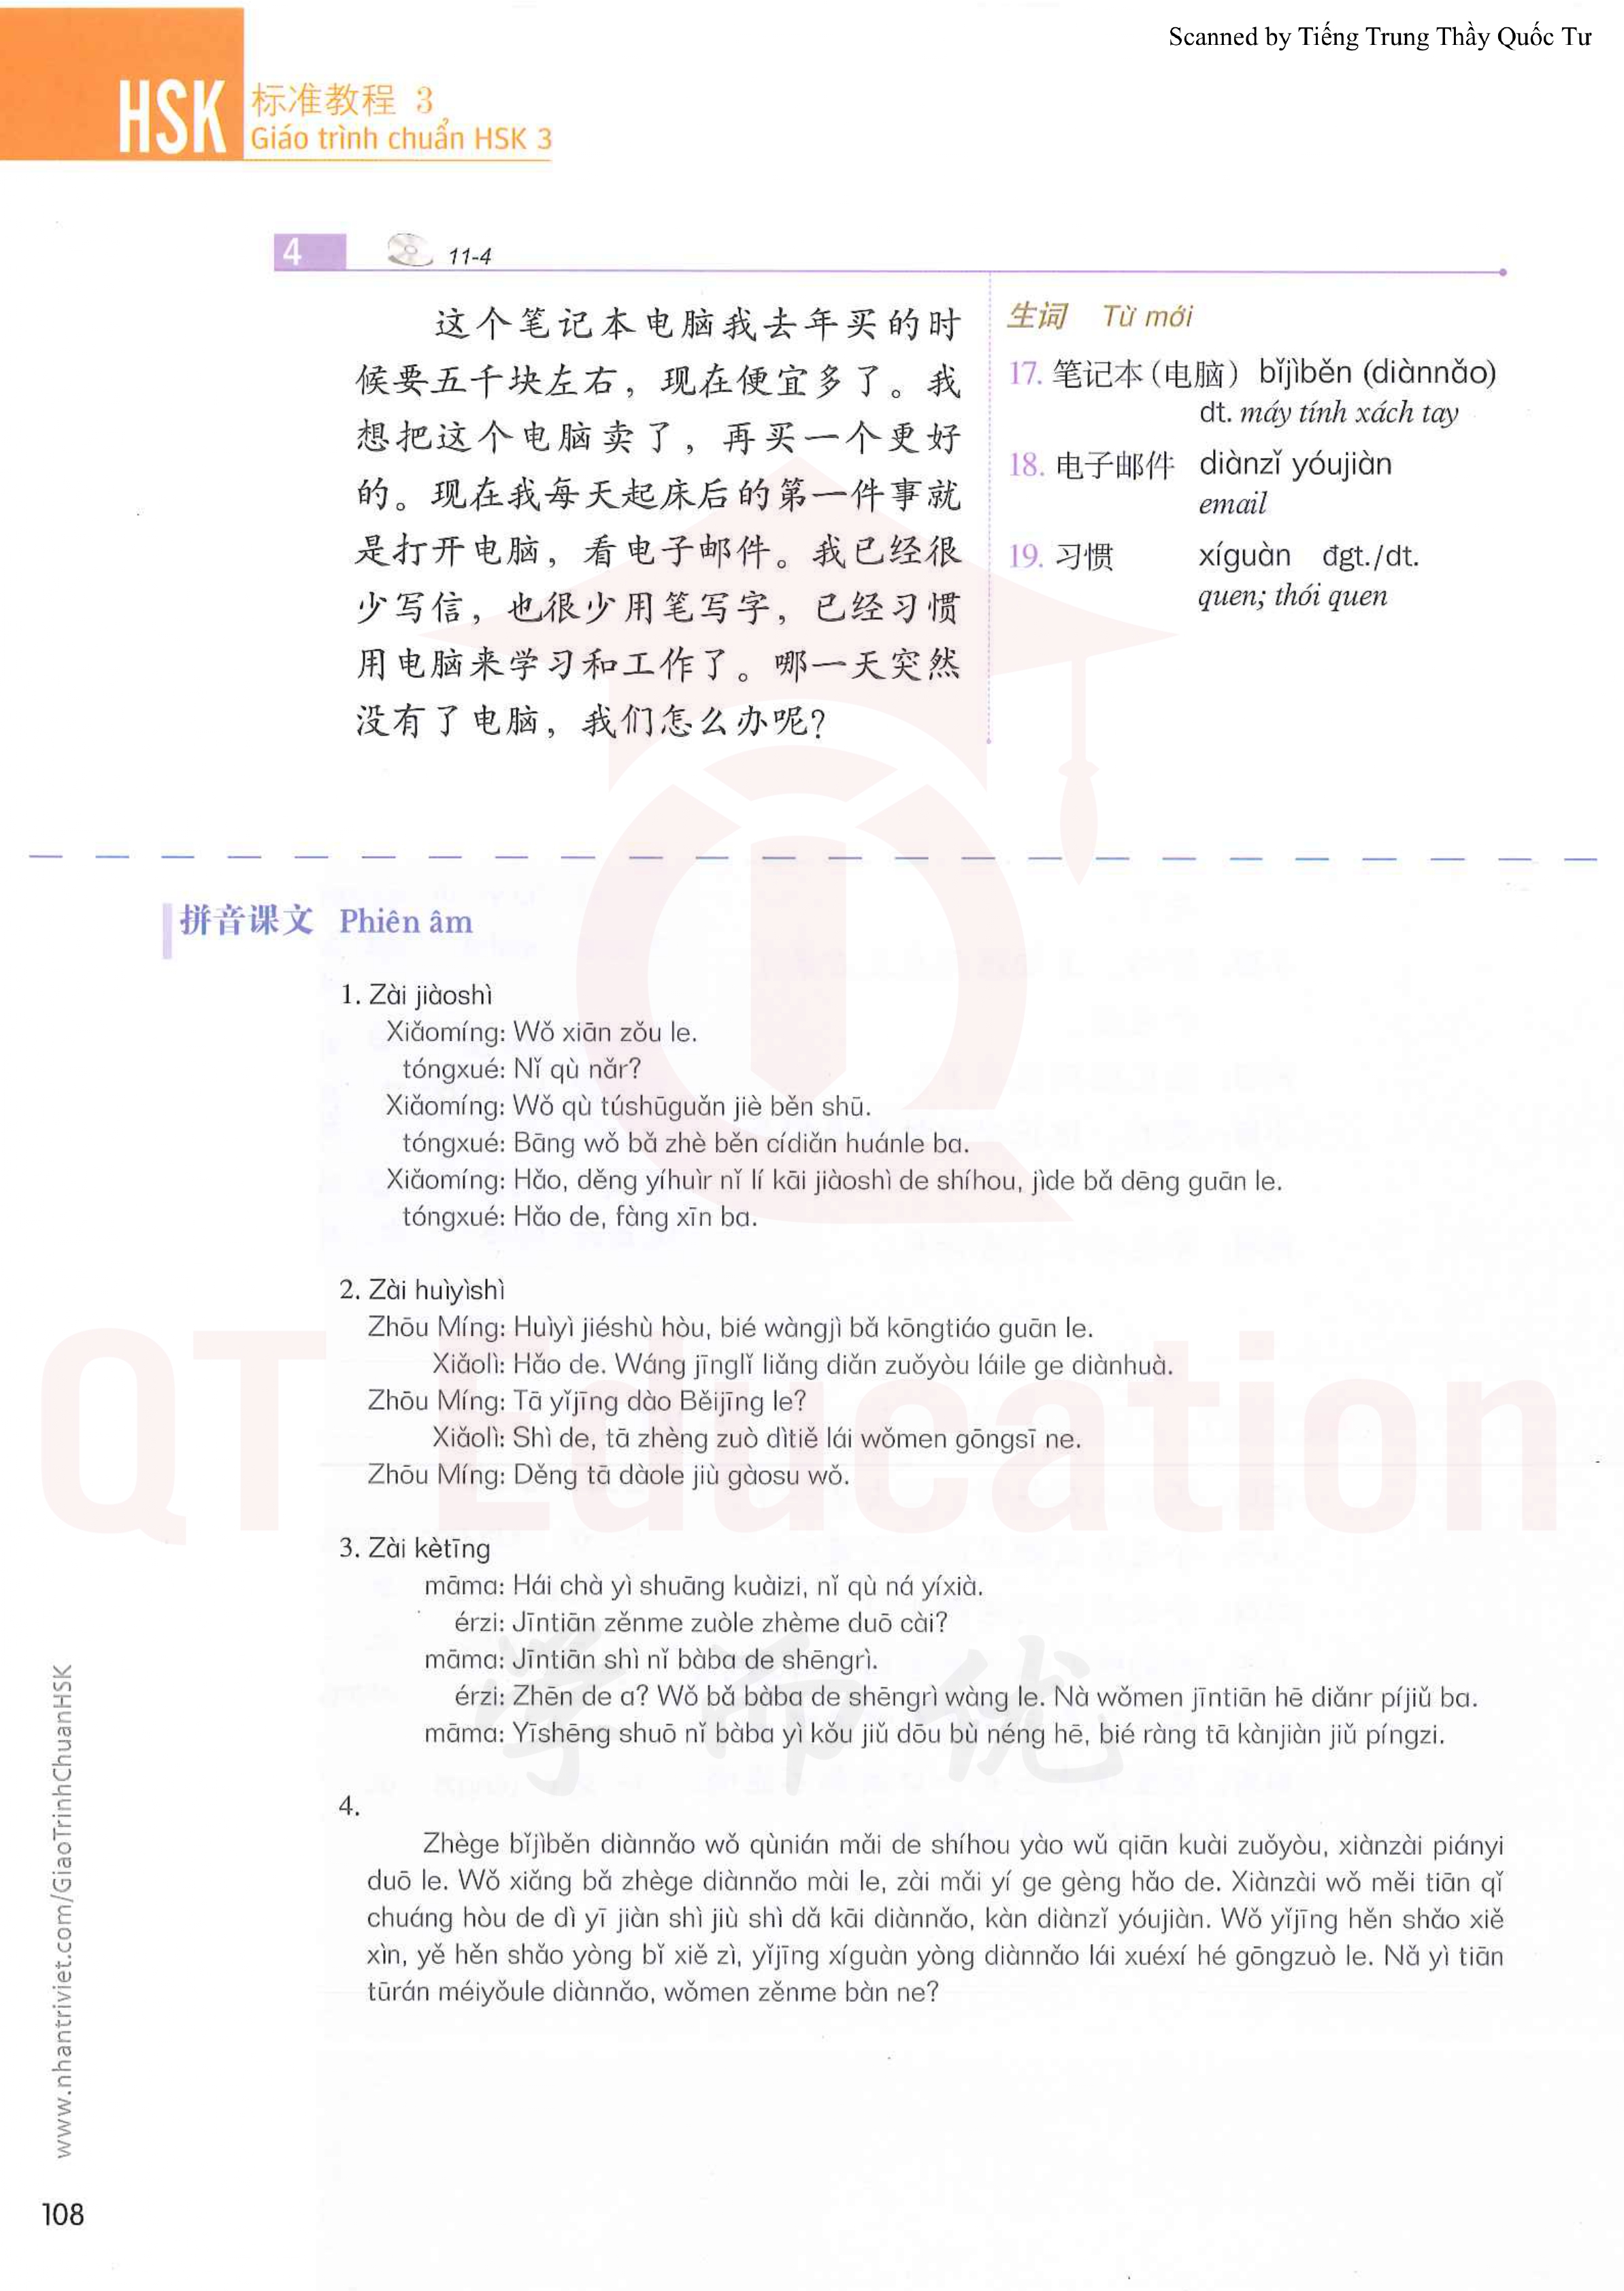 Scanned by Tiếng Trung Thầy Quốc Tư
HSK
标准教程 3
Giáo trình chuẩn HSK 3
4
11-4
这个笔记本电脑我去年买的时
候要五千块左右，现在便宜多了。我
想把这个电脑卖了，再买一个更好
的。现在我每天起床后的第一件事就
是打开电脑，看电子邮件。我已经很
少写信，也很少用笔写字，已经习惯
用电脑来学习和工作了。哪一天突然
没有了电脑，我们怎么办呢？
生词 Từ mới
17. 笔记本（电脑） bǐjìběn (diànnǎo)
dt. máy tính xách tay
18. 电子邮件 diànzǐ yóujiàn
email
19. 习惯 xíguàn đgt./dt.
quen; thói quen
拼音课文 Phiên âm
1. Zài jiàoshì
Xiǎomíng: Wǒ xiān zǒu le.
tóngxué: Nǐ qù nǎr?
Xiǎomíng: Wǒ qù túshūguǎn jiè běn shū.
tóngxué: Bāng wǒ bǎ zhè běn cídiǎn huánle ba.
Xiǎomíng: Hǎo, děng yíhuìr nǐ lí kāi jiàoshì de shíhou, jìde bǎ dēng guān le.
tóngxué: Hǎo de, fàng xīn ba.
2. Zài huìyìshì
Zhōu Míng: Huìyì jiéshù hòu, bié wàngjì bǎ kōngtiáo guān le.
Xiǎolì: Hǎo de. Wáng jīnglǐ liǎng diǎn zuǒyòu láile ge diànhuà.
Zhōu Míng: Tā yǐjīng dào Běijīng le?
Xiǎolì: Shì de, tā zhèng zuò dìtiě lái wǒmen gōngsī ne.
Zhōu Míng: Děng tā dàole jiù gàosu wǒ.
3. Zài kètīng
māma: Hái chà yì shuāng kuàizi, nǐ qù ná yíxià.
érzi: Jīntiān zěnme zuòle zhème duō cài?
māma: Jīntiān shì nǐ bàba de shēngrì.
érzi: Zhēn de a? Wǒ bǎ bàba de shēngrì wàng le. Nà wǒmen jīntiān hē diǎnr píjiǔ ba.
māma: Yīshēng shuō nǐ bàba yì kǒu jiǔ dōu bù néng hē, bié ràng tā kànjiàn jiǔ píngzi.
4.
Zhège bǐjìběn diànnǎo wǒ qùnián mǎi de shíhou yào wǔ qiān kuài zuǒyòu, xiànzài piányi
duō le. Wǒ xiǎng bǎ zhège diànnǎo mài le, zài mǎi yí ge gèng hǎo de. Xiànzài wǒ měi tiān qǐ
chuáng hòu de dì yī jiàn shì jiù shì dǎ kāi diànnǎo, kàn diànzǐ yóujiàn. Wǒ yǐjīng hěn shǎo xiě
xìn, yě hěn shǎo yòng bǐ xiě zì, yǐjīng xíguàn yòng diànnǎo lái xuéxí hé gōngzuò le. Nǎ yì tiān
tūrán méiyǒule diànnǎo, wǒmen zěnme bàn ne?
QT Education
www.nhantriviet.com/GiaoTrinhChuanHSK
108